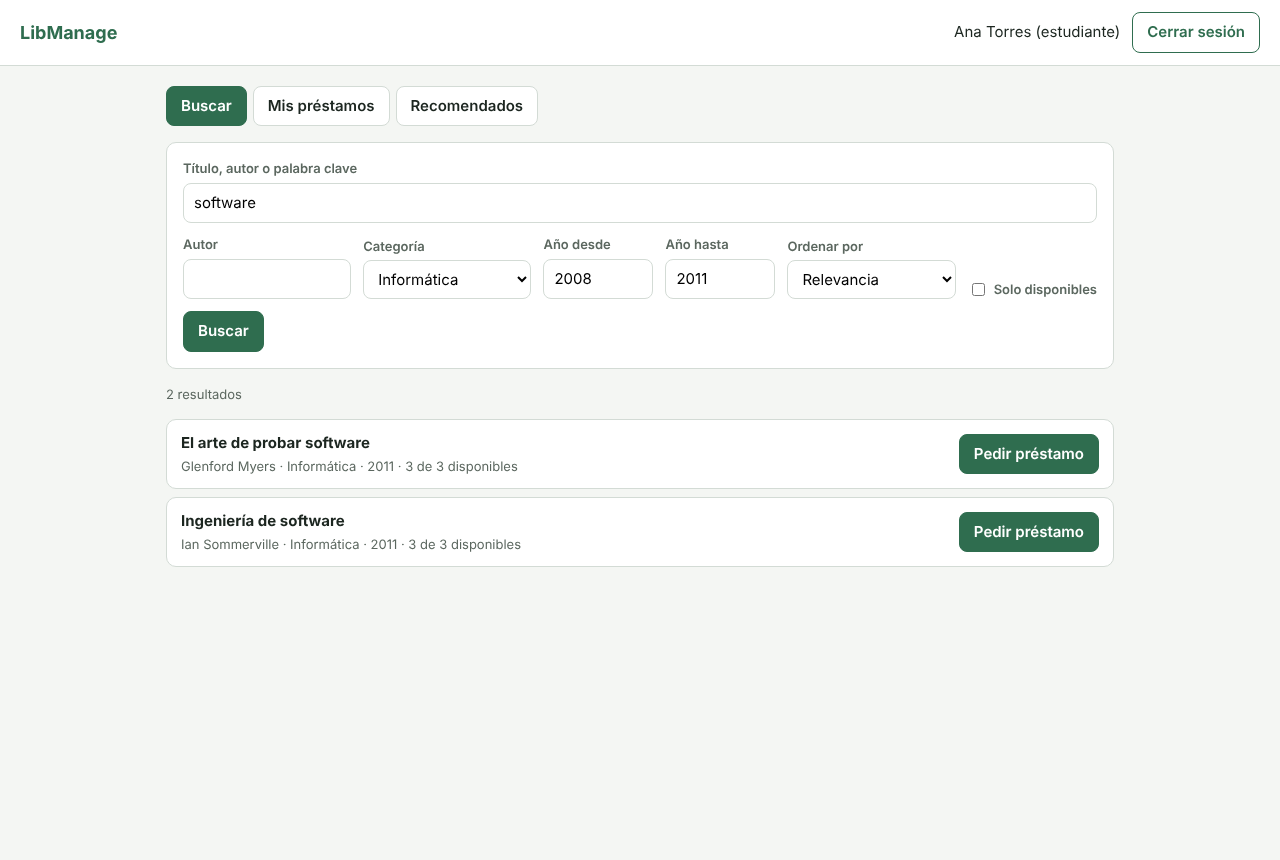 LibManage
Ana Torres (estudiante)
Cerrar sesión
Buscar
Mis préstamos
Recomendados
Título, autor o palabra clave
software
Autor
Categoría
Año desde
Año hasta
Ordenar por
Informática
2008
2011
Relevancia
Solo disponibles
Buscar
2 resultados
El arte de probar software
Glenford Myers · Informática · 2011 · 3 de 3 disponibles
Pedir préstamo
Ingeniería de software
Ian Sommerville · Informática · 2011 · 3 de 3 disponibles
Pedir préstamo